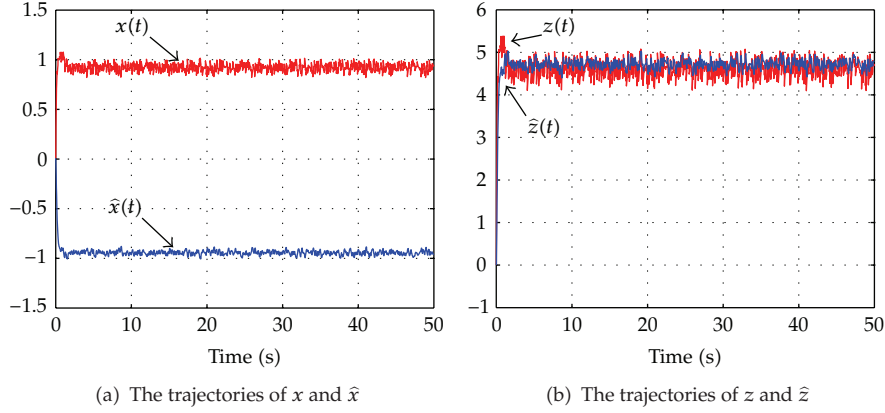 1.5
1
0.5
0
−0.5
−1
−1.5
x(t)
x̂(t)
0 10 20 30 40 50
Time (s)
(a) The trajectories of x and x̂
6
5
4
3
2
1
0
−1
z(t)
ẑ(t)
0 10 20 30 40 50
Time (s)
(b) The trajectories of z and ẑ